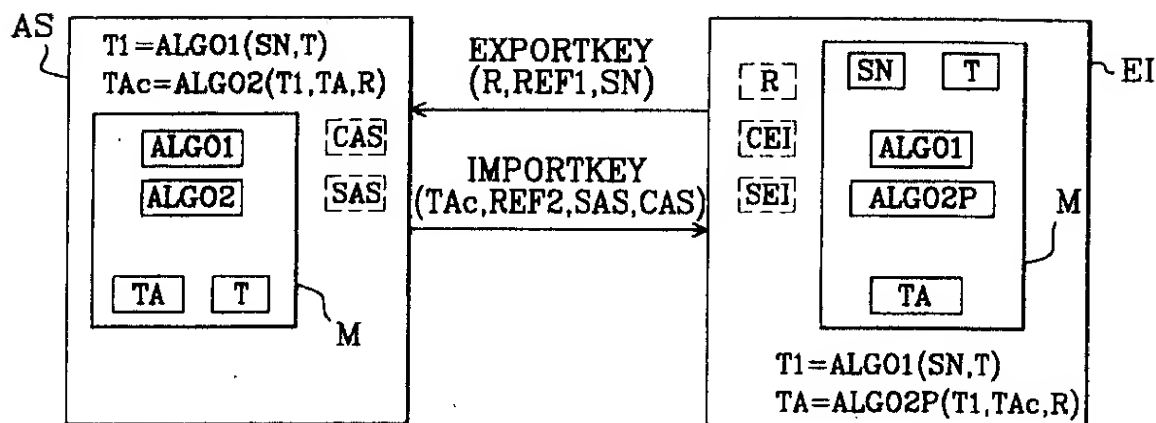 AS
T1=ALGO1(SN,T)
TAc=ALGO2(T1,TA,R)
ALGO1
ALGO2
CAS
SAS
TA
T
M
EXPORTKEY
(R,REF1,SN)
IMPORTKEY
(TAc,REF2,SAS,CAS)
EI
R
CEI
SEI
SN
T
ALGO1
ALGO2P
TA
M
T1=ALGO1(SN,T)
TA=ALGO2P(T1,TAc,R)